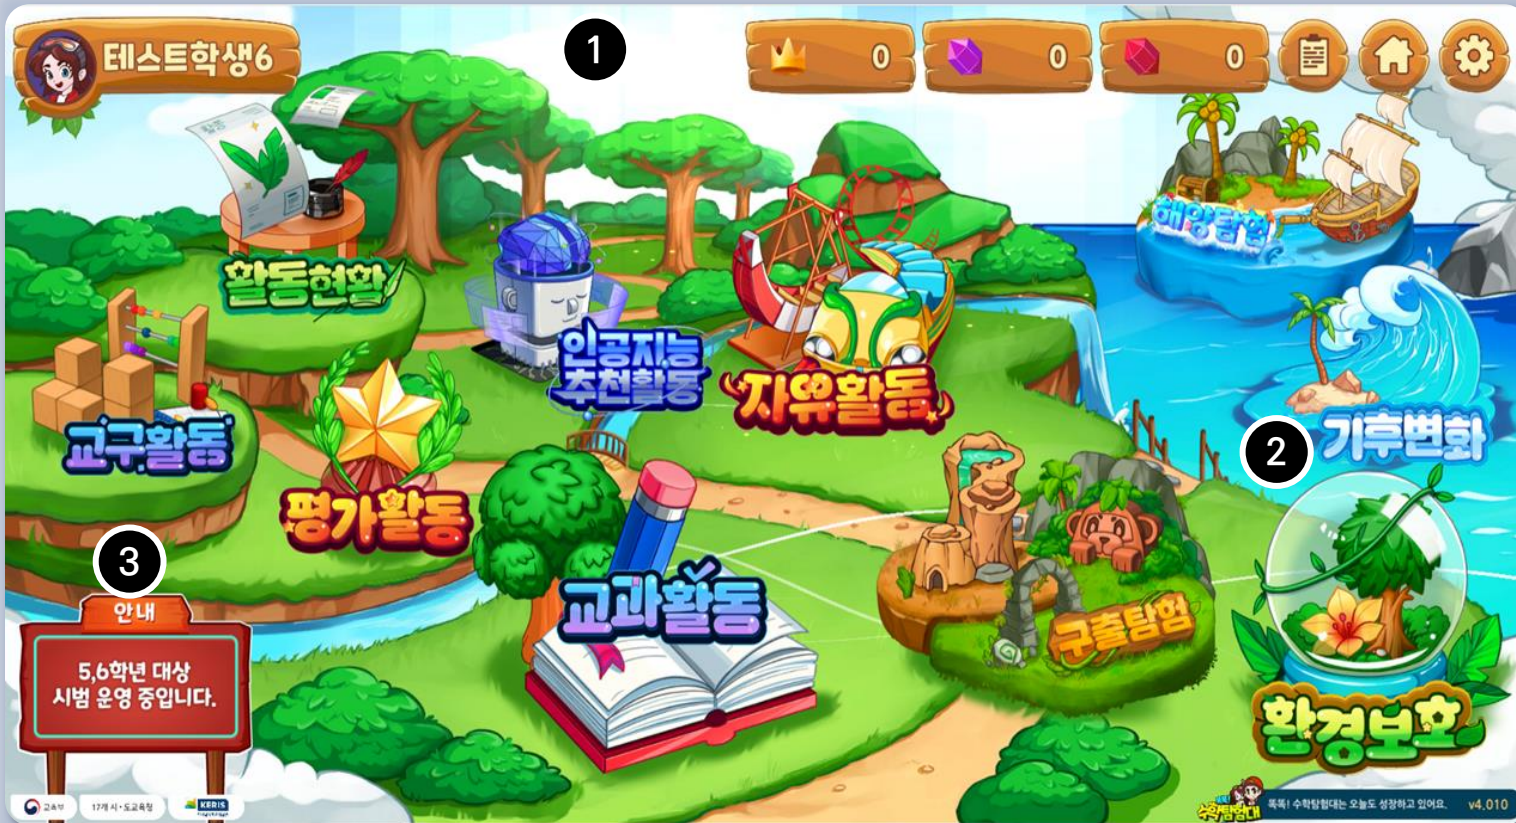 테스트학생6
1
0
0
0
활동현황
해양탐험
인공지능
추천활동
자유활동
기후변화
교구활동
2
평가활동
3
안내
5,6학년 대상
시범 운영 중입니다.
교과활동
구출탐험
환경보호
교육부
17개 시·도교육청
KERIS
똑똑!
수학탐험대
똑똑! 수학탐험대는 오늘도 성장하고 있어요.
v4.010